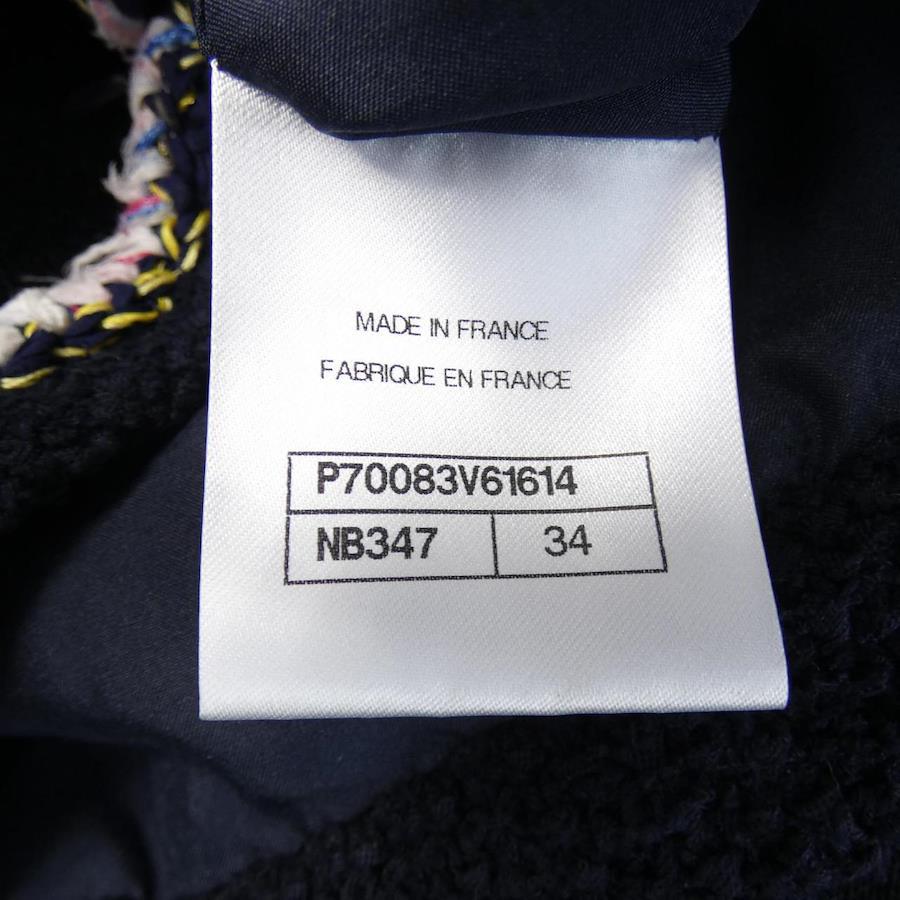 MADE IN FRANCE
FABRIQUE EN FRANCE
P70083V61614
NB347 34